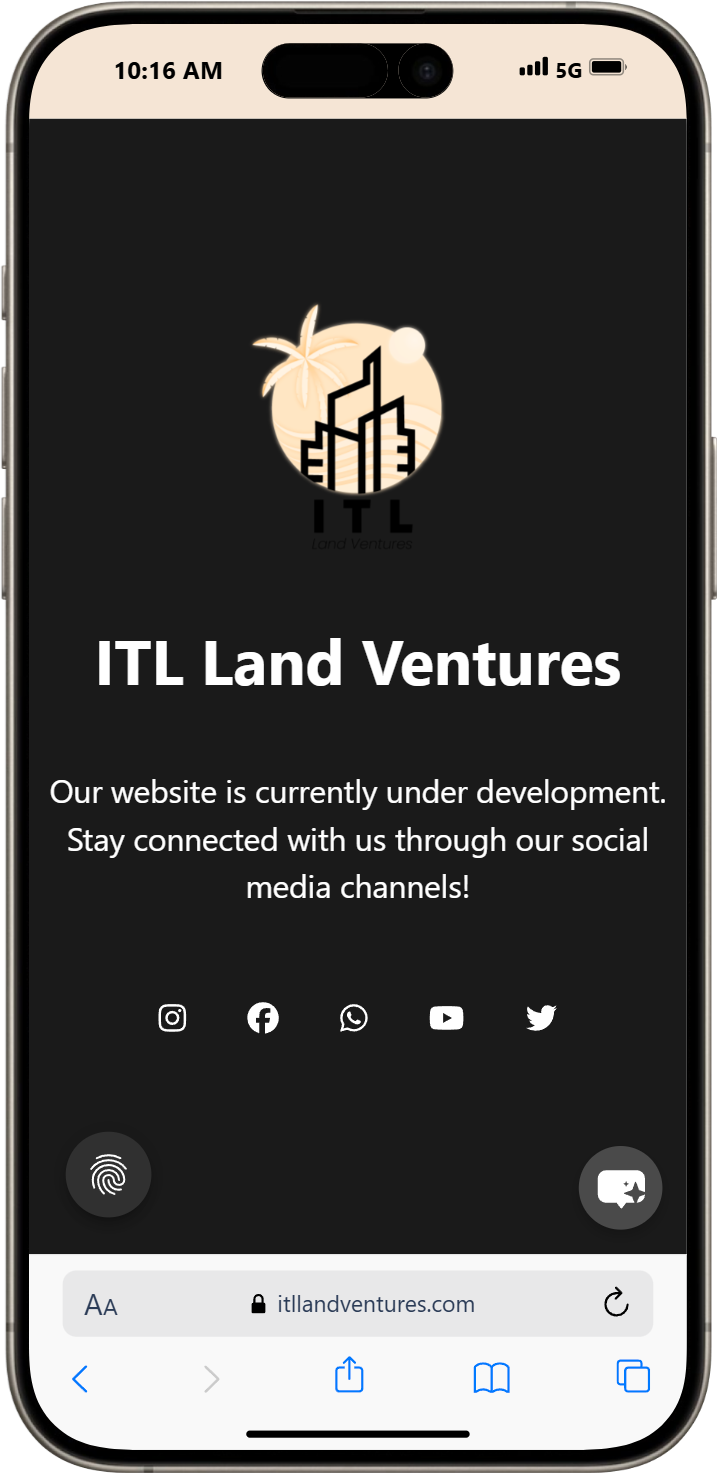 10:16 AM
5G
ITL
Land Ventures
ITL Land Ventures
Our website is currently under development.
Stay connected with us through our social
media channels!
AA
itllandventures.com